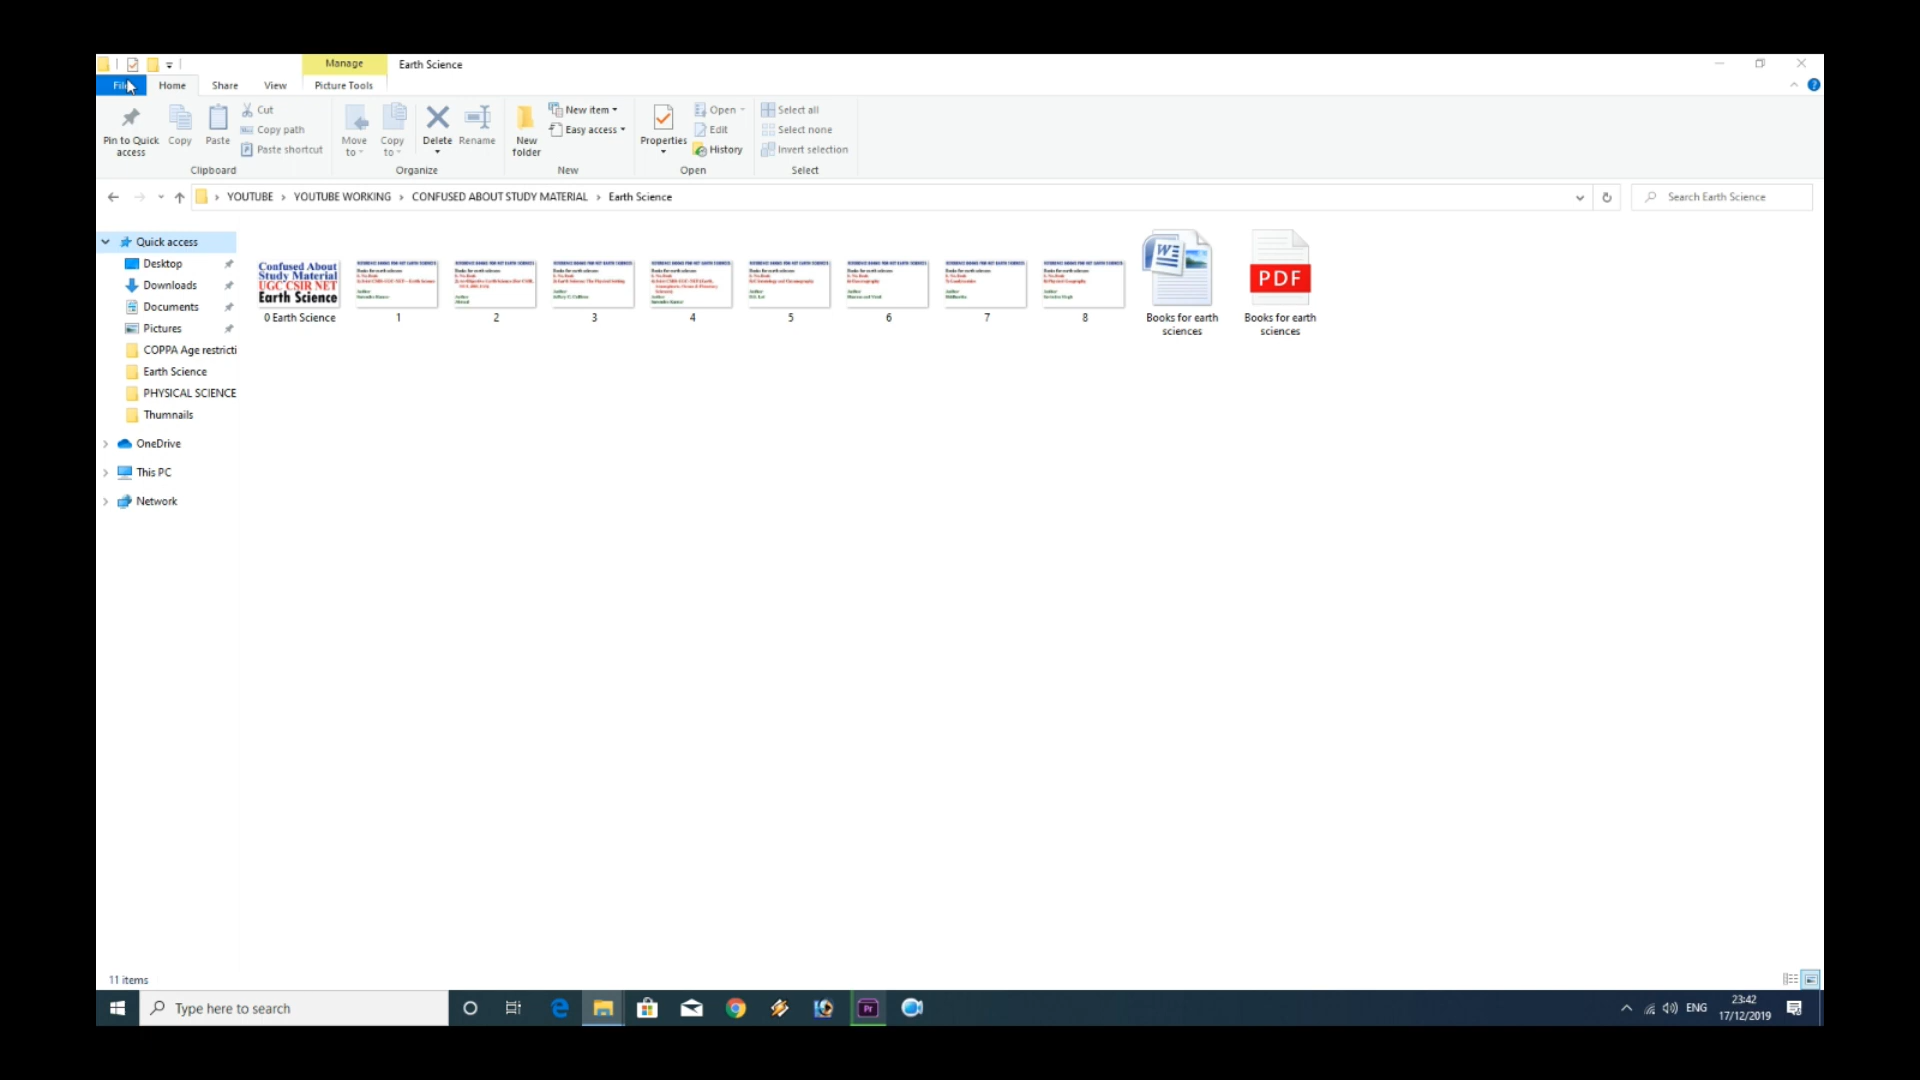 Manage
Earth Science
File
Home
Share
View
Picture Tools
Pin to Quick
access
Copy
Paste
Cut
Copy path
Paste shortcut
Clipboard
Move
to
Copy
to
Delete
Rename
Organize
New
folder
New item
Easy access
New
Properties
Open
Edit
History
Open
Select all
Select none
Invert selection
Select
YOUTUBE
YOUTUBE WORKING
CONFUSED ABOUT STUDY MATERIAL
Earth Science
Search Earth Science
Quick access
Desktop
Downloads
Documents
Pictures
COPPA Age restricti
Earth Science
PHYSICAL SCIENCE
Thumnails
OneDrive
This PC
Network
Confused About
Study Material
UGC CSIR NET
Earth Science
0 Earth Science
1
2
3
4
5
6
7
8
Books for earth
sciences
PDF
Books for earth
sciences
11 items
Type here to search
Pr
ENG
23:42
17/12/2019